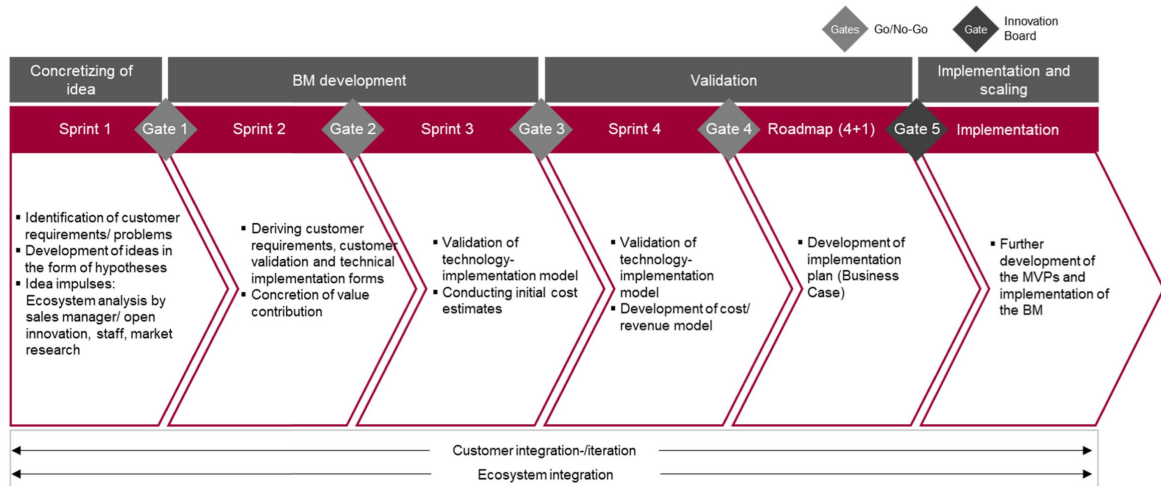 Gates
Go/No-Go
Gate
Innovation
Board
Concretizing of
idea
BM development
Validation
Implementation and
scaling
Sprint 1
Gate 1
Sprint 2
Gate 2
Sprint 3
Gate 3
Sprint 4
Gate 4
Roadmap (4+1)
Gate 5
Implementation
▪ Identification of customer
requirements/ problems
▪ Development of ideas in
the form of hypotheses
▪ Idea impulses:
Ecosystem analysis by
sales manager/ open
innovation, staff, market
research
▪ Deriving customer
requirements, customer
validation and technical
implementation forms
▪ Concretion of value
contribution
▪ Validation of
technology-
implementation model
▪ Conducting initial cost
estimates
▪ Validation of
technology-
implementation
model
▪ Development of cost/
revenue model
▪ Development of
implementation
plan (Business
Case)
▪ Further
development of
the MVPs and
implementation of
the BM
Customer integration-/iteration
Ecosystem integration